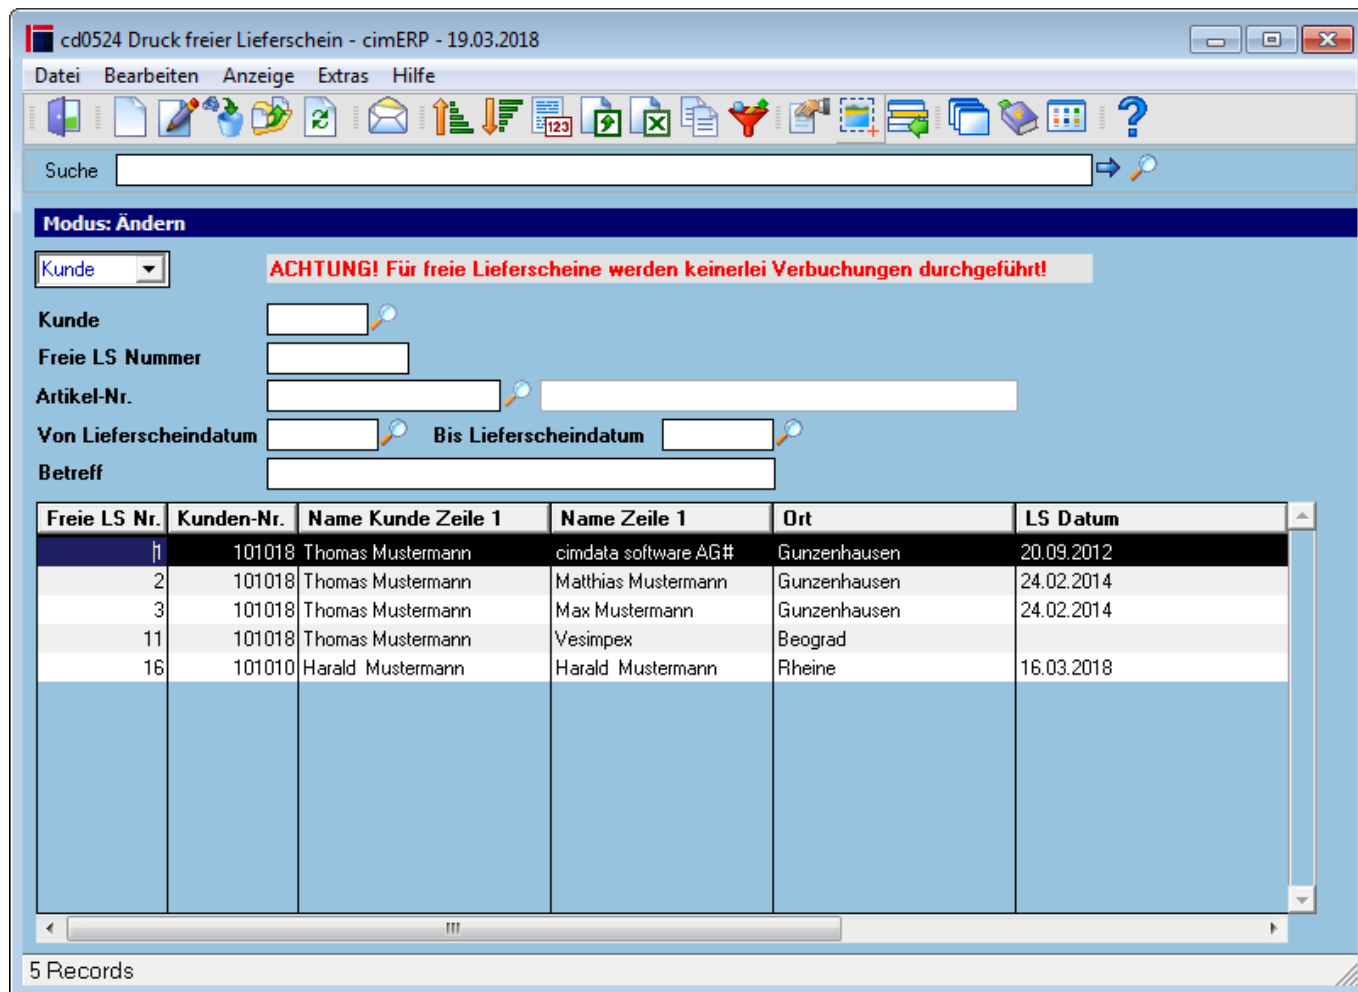 cd0524 Druck freier Lieferschein - cimERP - 19.03.2018
Datei Bearbeiten Anzeige Extras Hilfe
123
Suche
Modus: Ändern
Kunde ACHTUNG! Für freie Lieferscheine werden keinerlei Verbuchungen durchgeführt!
Kunde
Freie LS Nummer
Artikel-Nr.
Von Lieferscheindatum Bis Lieferscheindatum
Betreff
Freie LS Nr. Kunden-Nr. Name Kunde Zeile 1 Name Zeile 1 Ort LS Datum
1 101018 Thomas Mustermann cimdata software AG# Gunzenhausen 20.09.2012
2 101018 Thomas Mustermann Matthias Mustermann Gunzenhausen 24.02.2014
3 101018 Thomas Mustermann Max Mustermann Gunzenhausen 24.02.2014
11 101018 Thomas Mustermann Vesimpex Beograd
16 101010 Harald Mustermann Harald Mustermann Rheine 16.03.2018
5 Records